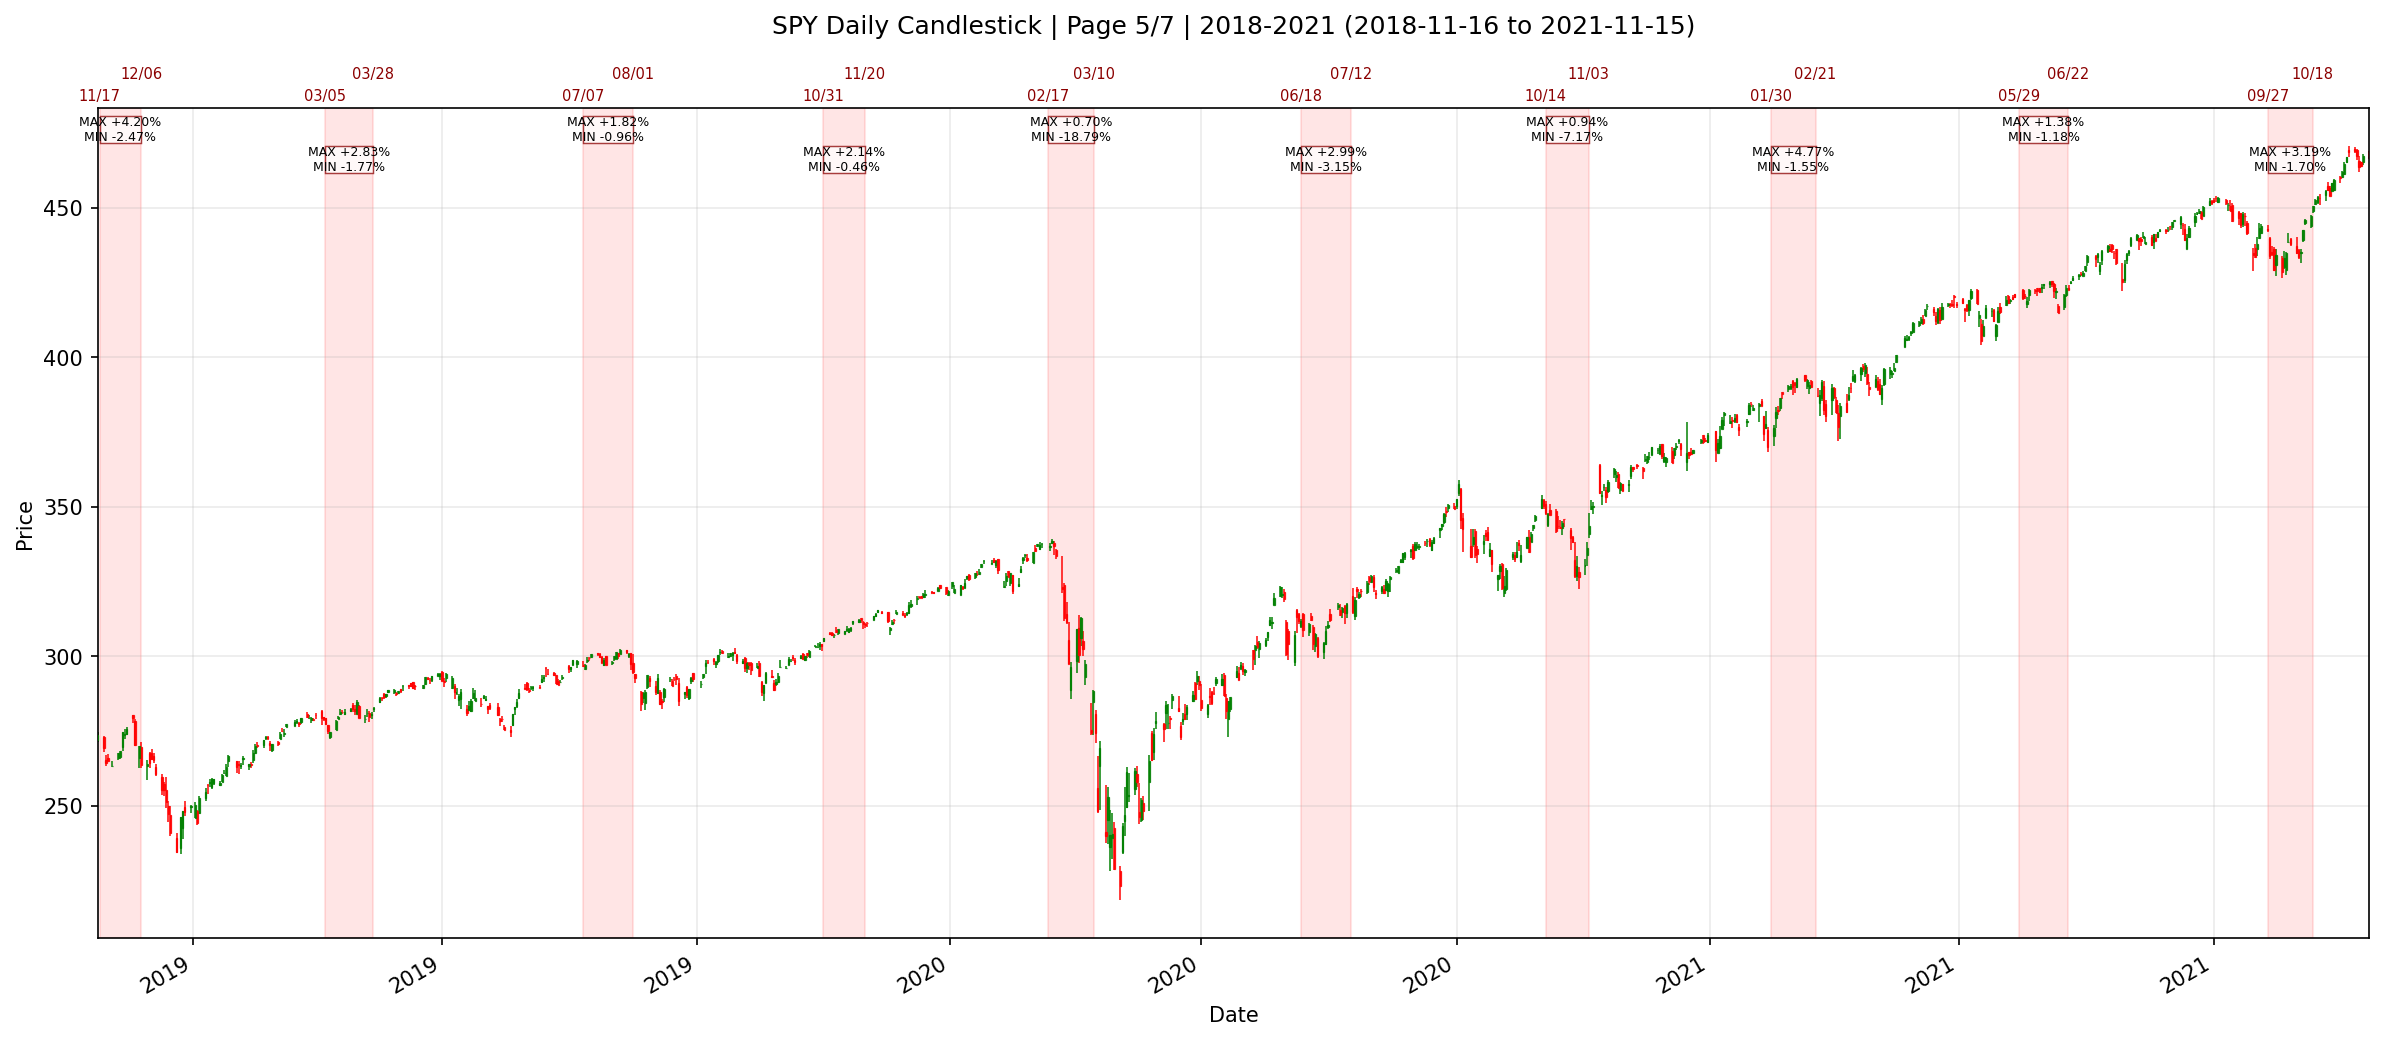 SPY Daily Candlestick | Page 5/7 | 2018-2021 (2018-11-16 to 2021-11-15)
12/06 03/28 08/01 11/20 03/10 07/12 11/03 02/21 06/22 10/18
11/17 03/05 07/07 10/31 02/17 06/18 10/14 01/30 05/29 09/27
MAX +4.20% MAX +1.82% MAX +0.70% MAX +0.94% MAX +1.38%
MIN -2.47% MIN -0.96% MIN -18.79% MIN -7.17% MIN -1.18%
MAX +2.83% MAX +2.14% MAX +2.99% MAX +4.77% MAX +3.19%
MIN -1.77% MIN -0.46% MIN -3.15% MIN -1.55% MIN -1.70%
450
400
350
300
250
Price
2019 2019 2019 2020 2020 2020 2021 2021 2021
Date